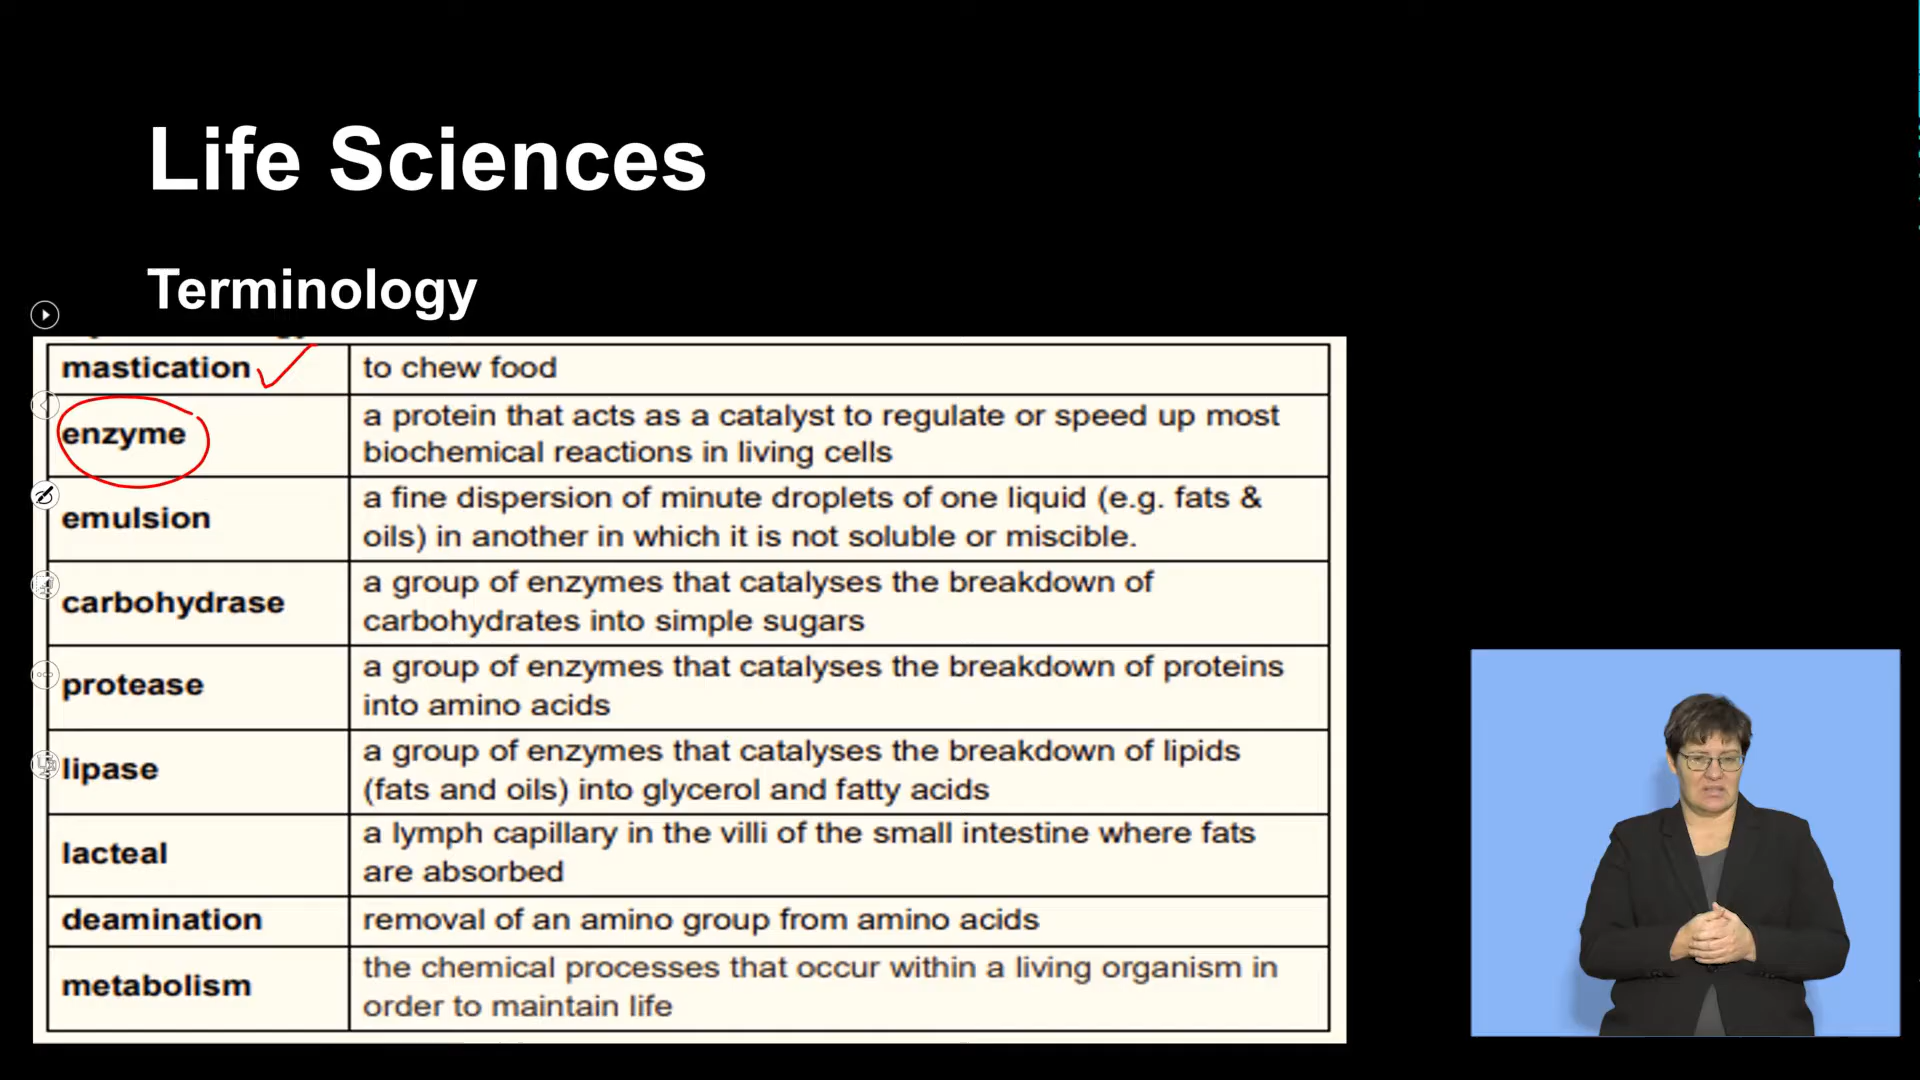 Life Sciences
Terminology
mastication
to chew food
enzyme
a protein that acts as a catalyst to regulate or speed up most
biochemical reactions in living cells
emulsion
a fine dispersion of minute droplets of one liquid (e.g. fats &
oils) in another in which it is not soluble or miscible.
carbohydrase
a group of enzymes that catalyses the breakdown of
carbohydrates into simple sugars
protease
a group of enzymes that catalyses the breakdown of proteins
into amino acids
lipase
a group of enzymes that catalyses the breakdown of lipids
(fats and oils) into glycerol and fatty acids
lacteal
a lymph capillary in the villi of the small intestine where fats
are absorbed
deamination
removal of an amino group from amino acids
metabolism
the chemical processes that occur within a living organism in
order to maintain life